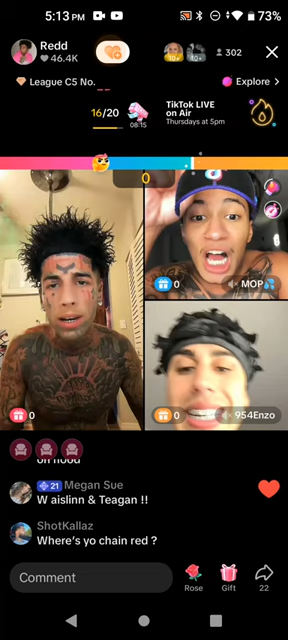 5:13 PM
73%
Redd
46.4K
10+
10+
302
League C5 No.
Explore >
16/20
08:15
TikTok LIVE
on Air
Thursdays at 5pm
0
0
MOP💦
0
0
954Enzo
on hood
21 Megan Sue
W aislinn & Teagan !!
ShotKallaz
Where's yo chain red ?
Comment
Rose
Gift
22